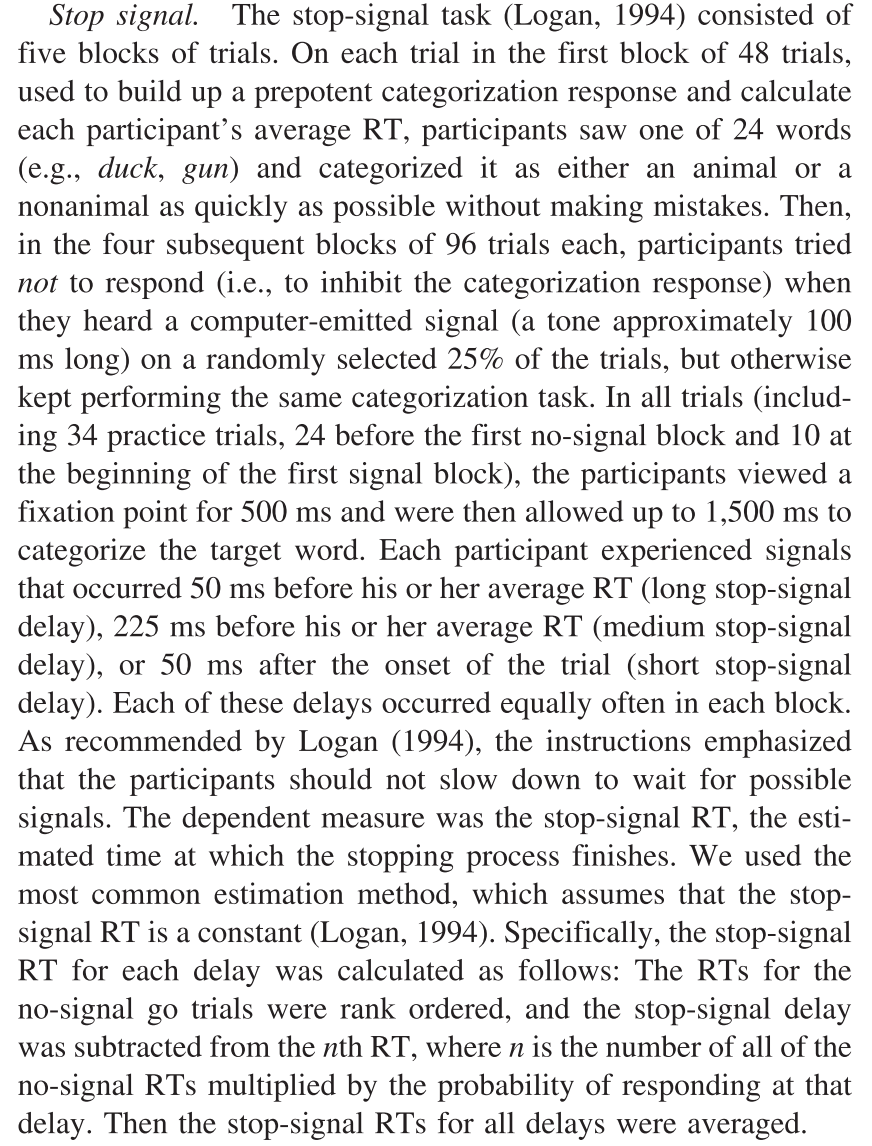 Stop signal. The stop-signal task (Logan, 1994) consisted of
five blocks of trials. On each trial in the first block of 48 trials,
used to build up a prepotent categorization response and calculate
each participant's average RT, participants saw one of 24 words
(e.g., duck, gun) and categorized it as either an animal or a
nonanimal as quickly as possible without making mistakes. Then,
in the four subsequent blocks of 96 trials each, participants tried
not to respond (i.e., to inhibit the categorization response) when
they heard a computer-emitted signal (a tone approximately 100
ms long) on a randomly selected 25% of the trials, but otherwise
kept performing the same categorization task. In all trials (includ-
ing 34 practice trials, 24 before the first no-signal block and 10 at
the beginning of the first signal block), the participants viewed a
fixation point for 500 ms and were then allowed up to 1,500 ms to
categorize the target word. Each participant experienced signals
that occurred 50 ms before his or her average RT (long stop-signal
delay), 225 ms before his or her average RT (medium stop-signal
delay), or 50 ms after the onset of the trial (short stop-signal
delay). Each of these delays occurred equally often in each block.
As recommended by Logan (1994), the instructions emphasized
that the participants should not slow down to wait for possible
signals. The dependent measure was the stop-signal RT, the esti-
mated time at which the stopping process finishes. We used the
most common estimation method, which assumes that the stop-
signal RT is a constant (Logan, 1994). Specifically, the stop-signal
RT for each delay was calculated as follows: The RTs for the
no-signal go trials were rank ordered, and the stop-signal delay
was subtracted from the nth RT, where n is the number of all of the
no-signal RTs multiplied by the probability of responding at that
delay. Then the stop-signal RTs for all delays were averaged.